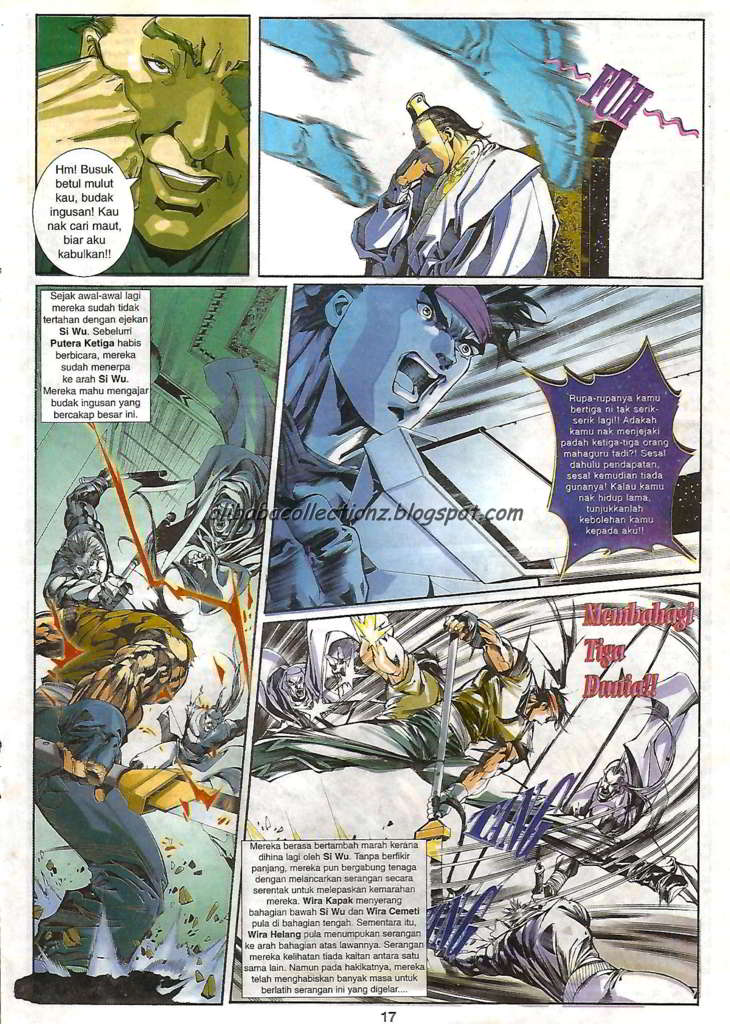 Hm! Busuk
betul mulut
kau, budak
ingusan! Kau
nak cari maut,
biar aku
kabulkan!!
FUH
Sejak awal-awal lagi
mereka sudah tidak
tertahan dengan ejekan
Si Wu. Sebelum
Putera Ketiga habis
berbicara, mereka
sudah menerpa
ke arah Si Wu.
Mereka mahu mengajar
budak ingusan yang
bercakap besar ini.
Rupa-rupanya kamu
bertiga ni tak serik-
serik lagi!! Adakah
kamu nak menjejaki
padah ketiga-tiga orang
mahaguru tadi?! Sesal
dahulu pendapatan,
sesal kemudian tiada
gunanya! Kalau kamu
nak hidup lama,
tunjukkanlah
kebolehan kamu
kepada aku!!
alibabacollectionz.blogspot.com
Membahagi
Tiga
Dunia!!
TING
TING
Mereka berasa bertambah marah kerana
dihina lagi oleh Si Wu. Tanpa berfikir
panjang, mereka pun bergabung tenaga
dengan melancarkan serangan secara
serentak untuk melepaskan kemarahan
mereka. Wira Kapak menyerang
bahagian bawah Si Wu dan Wira Cemeti
pula di bahagian tengah. Sementara itu,
Wira Helang pula menumpukan serangan
ke arah bahagian atas lawannya. Serangan
mereka kelihatan tiada kaitan antara satu
sama lain. Namun pada hakikatnya, mereka
telah menghabiskan banyak masa untuk
berlatih serangan ini yang digelar....
17